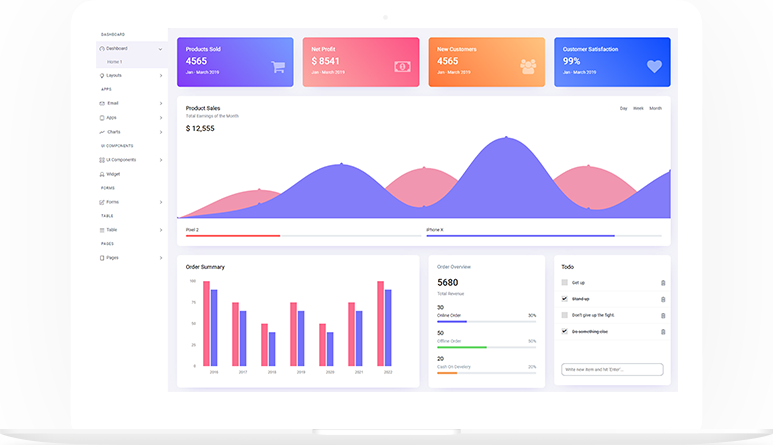 DASHBOARD
Dashboard
Home 1
Layouts
APPS
Email
Apps
Charts
UI COMPONENTS
UI Components
Widget
FORMS
Forms
TABLE
Table
PAGES
Pages
Products Sold
4565
Jan - March 2019
Net Profit
$ 8541
Jan - March 2019
New Customers
4565
Jan - March 2019
Customer Satisfaction
99%
Jan - March 2019
Product Sales
Total Earnings of the Month
$ 12,555
Day Week Month
Pixel 2
iPhone X
Order Summary
100
75
50
25
0
2016 2017 2018 2019 2020 2021 2022
Order Overview
5680
Total Revenue
30
Online Order 30%
50
Offline Order 50%
20
Cash On Develery 20%
Todo
Get up
Stand up
Don't give up the fight.
Do something else
Write new item and hit 'Enter'...